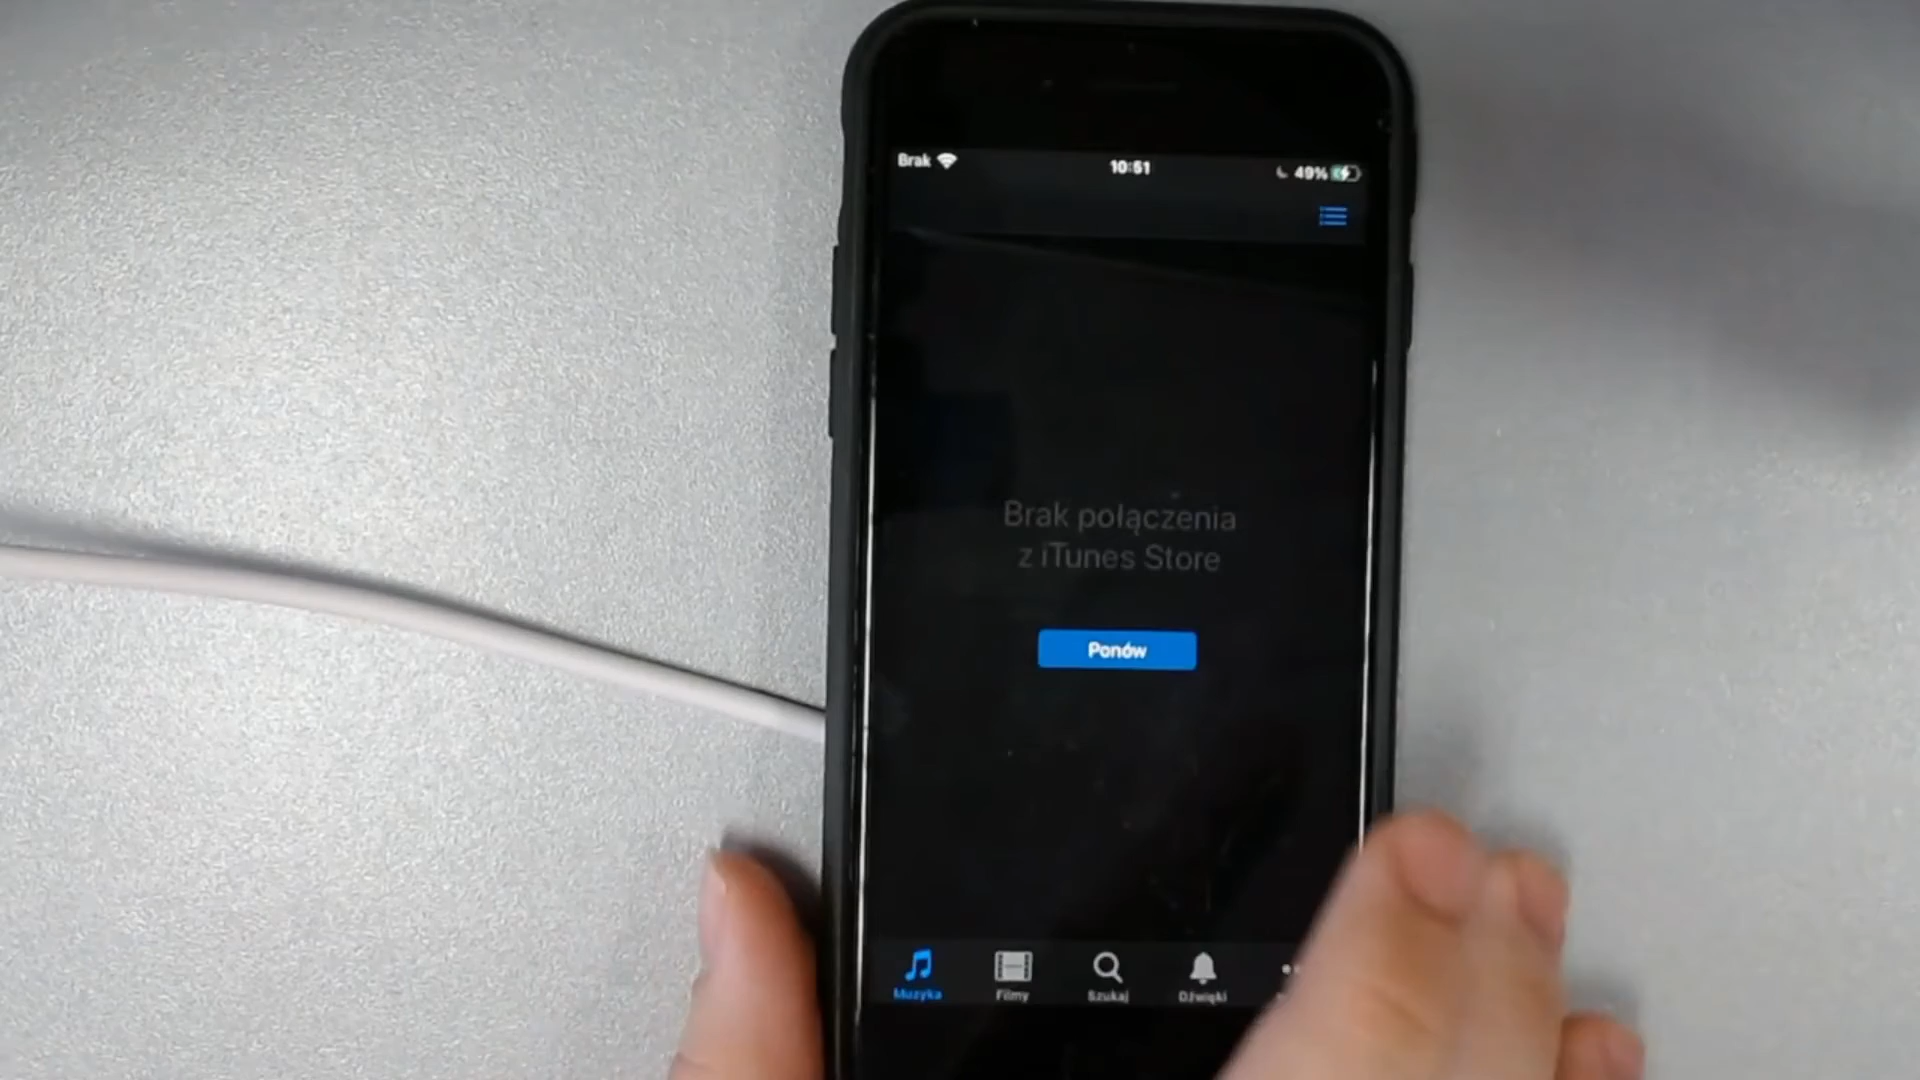 Brak
10:51
49%
Brak połączenia
z iTunes Store
Ponów
Muzyka
Filmy
Szukaj
Dźwięki